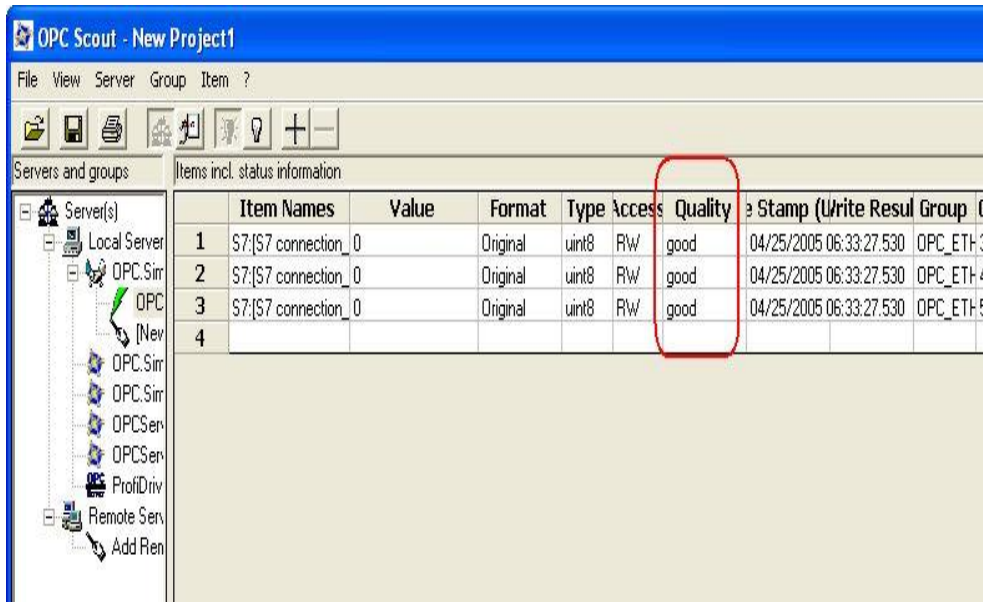 OPC Scout - New Project1
File View Server Group Item ?
Servers and groups
Items incl. status information
Server(s)
Local Server
OPC.Sim
OPC
[New
OPC.Sim
OPC.Sim
OPCServ
OPCServ
ProfiDriv
Remote Serv
Add Rem
Item Names Value Format Type Access Quality e Stamp (U Write Resul Group
1 S7:[S7 connection_ 0 Original uint8 RW good 04/25/2005 06:33:27.530 OPC_ETH
2 S7:[S7 connection_ 0 Original uint8 RW good 04/25/2005 06:33:27.530 OPC_ETH
3 S7:[S7 connection_ 0 Original uint8 RW good 04/25/2005 06:33:27.530 OPC_ETH
4